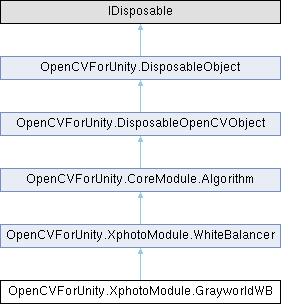 IDisposable
OpenCVForUnity.DisposableObject
OpenCVForUnity.DisposableOpenCVObject
OpenCVForUnity.CoreModule.Algorithm
OpenCVForUnity.XphotoModule.WhiteBalancer
OpenCVForUnity.XphotoModule.GrayworldWB